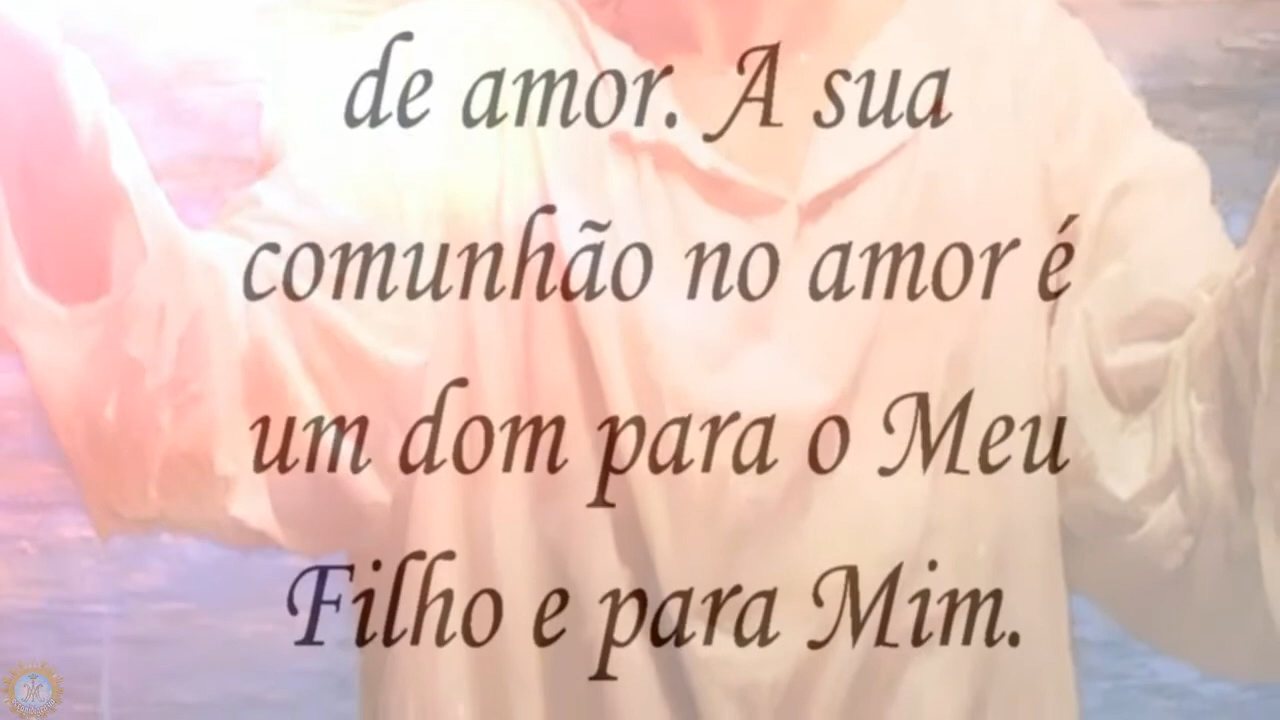 de amor. A sua
comunhão no amor é
um dom para o Meu
Filho e para Mim.